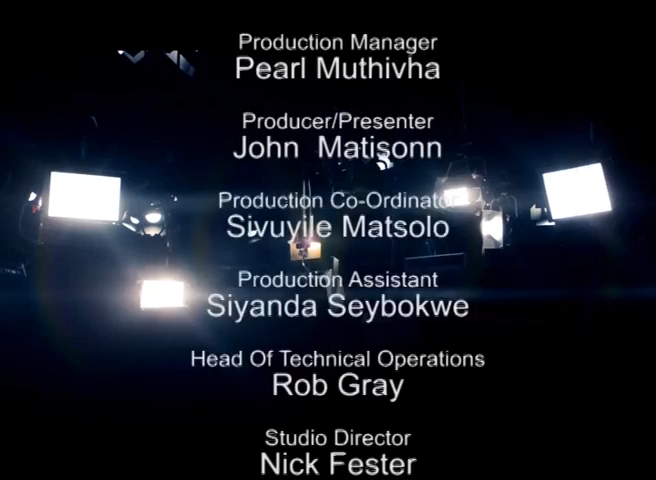 Production Manager
Pearl Muthivha
Producer/Presenter
John Matisonn
Production Co-Ordinator
Sivuyile Matsolo
Production Assistant
Siyanda Seybokwe
Head Of Technical Operations
Rob Gray
Studio Director
Nick Fester